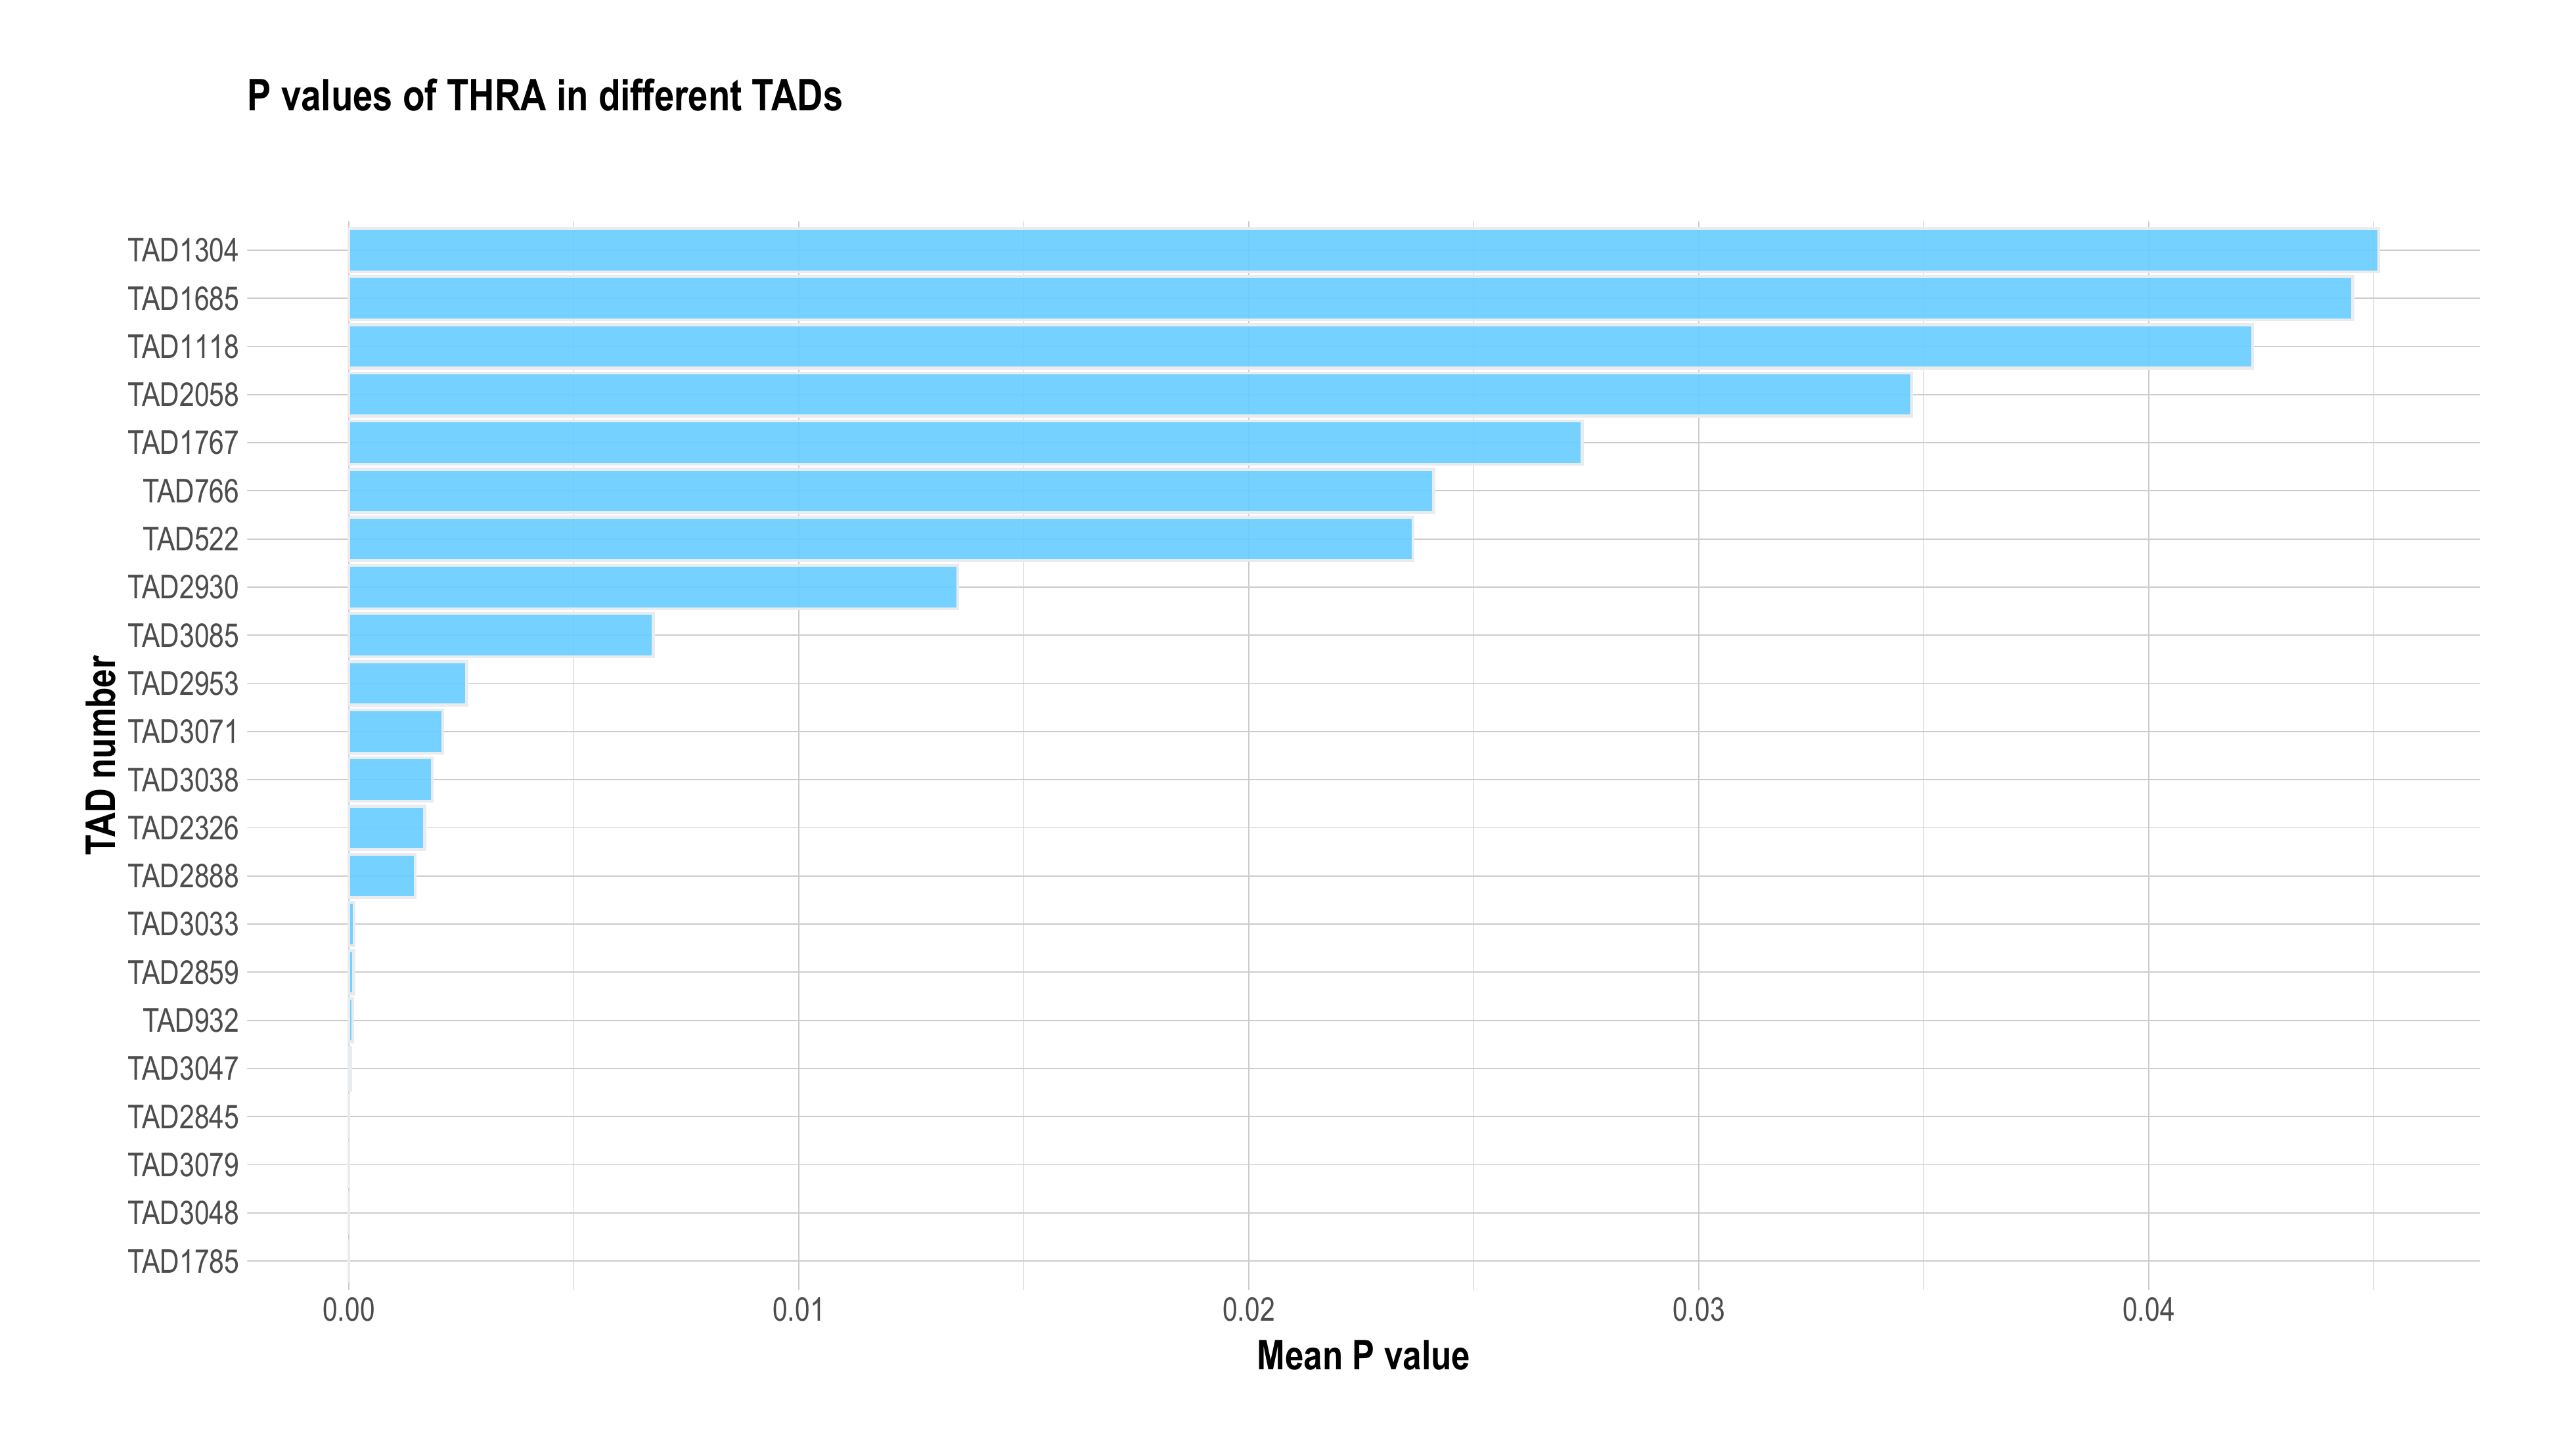 P values of THRA in different TADs
TAD number
TAD1304
TAD1685
TAD1118
TAD2058
TAD1767
TAD766
TAD522
TAD2930
TAD3085
TAD2953
TAD3071
TAD3038
TAD2326
TAD2888
TAD3033
TAD2859
TAD932
TAD3047
TAD2845
TAD3079
TAD3048
TAD1785
0.00 0.01 0.02 0.03 0.04
Mean P value